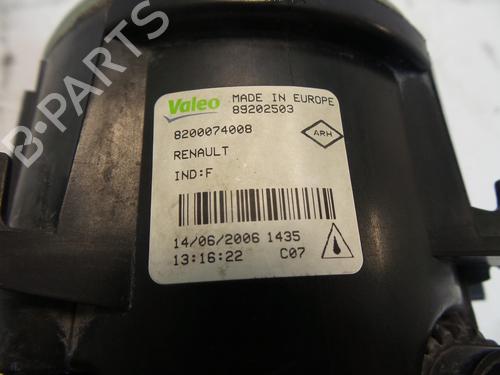 Valeo MADE IN EUROPE
89202503
8200074008
ARH
RENAULT
IND:F
14/06/2006 1435
13:16:22 C07
B-PARTS